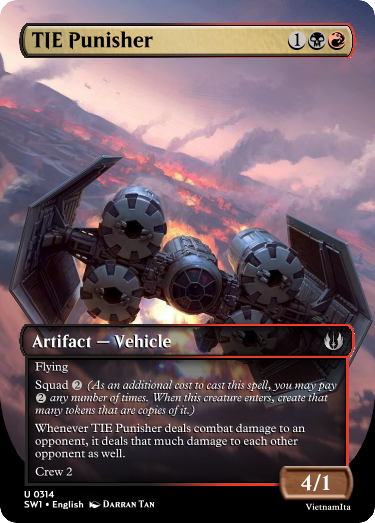 TIE Punisher 1
Artifact — Vehicle
Flying
Squad 2 (As an additional cost to cast this spell, you may pay
2 any number of times. When this creature enters, create that
many tokens that are copies of it.)
Whenever TIE Punisher deals combat damage to an
opponent, it deals that much damage to each other
opponent as well.
Crew 2
4/1
U 0314
SW1 • English Darran Tan
VietnamIta